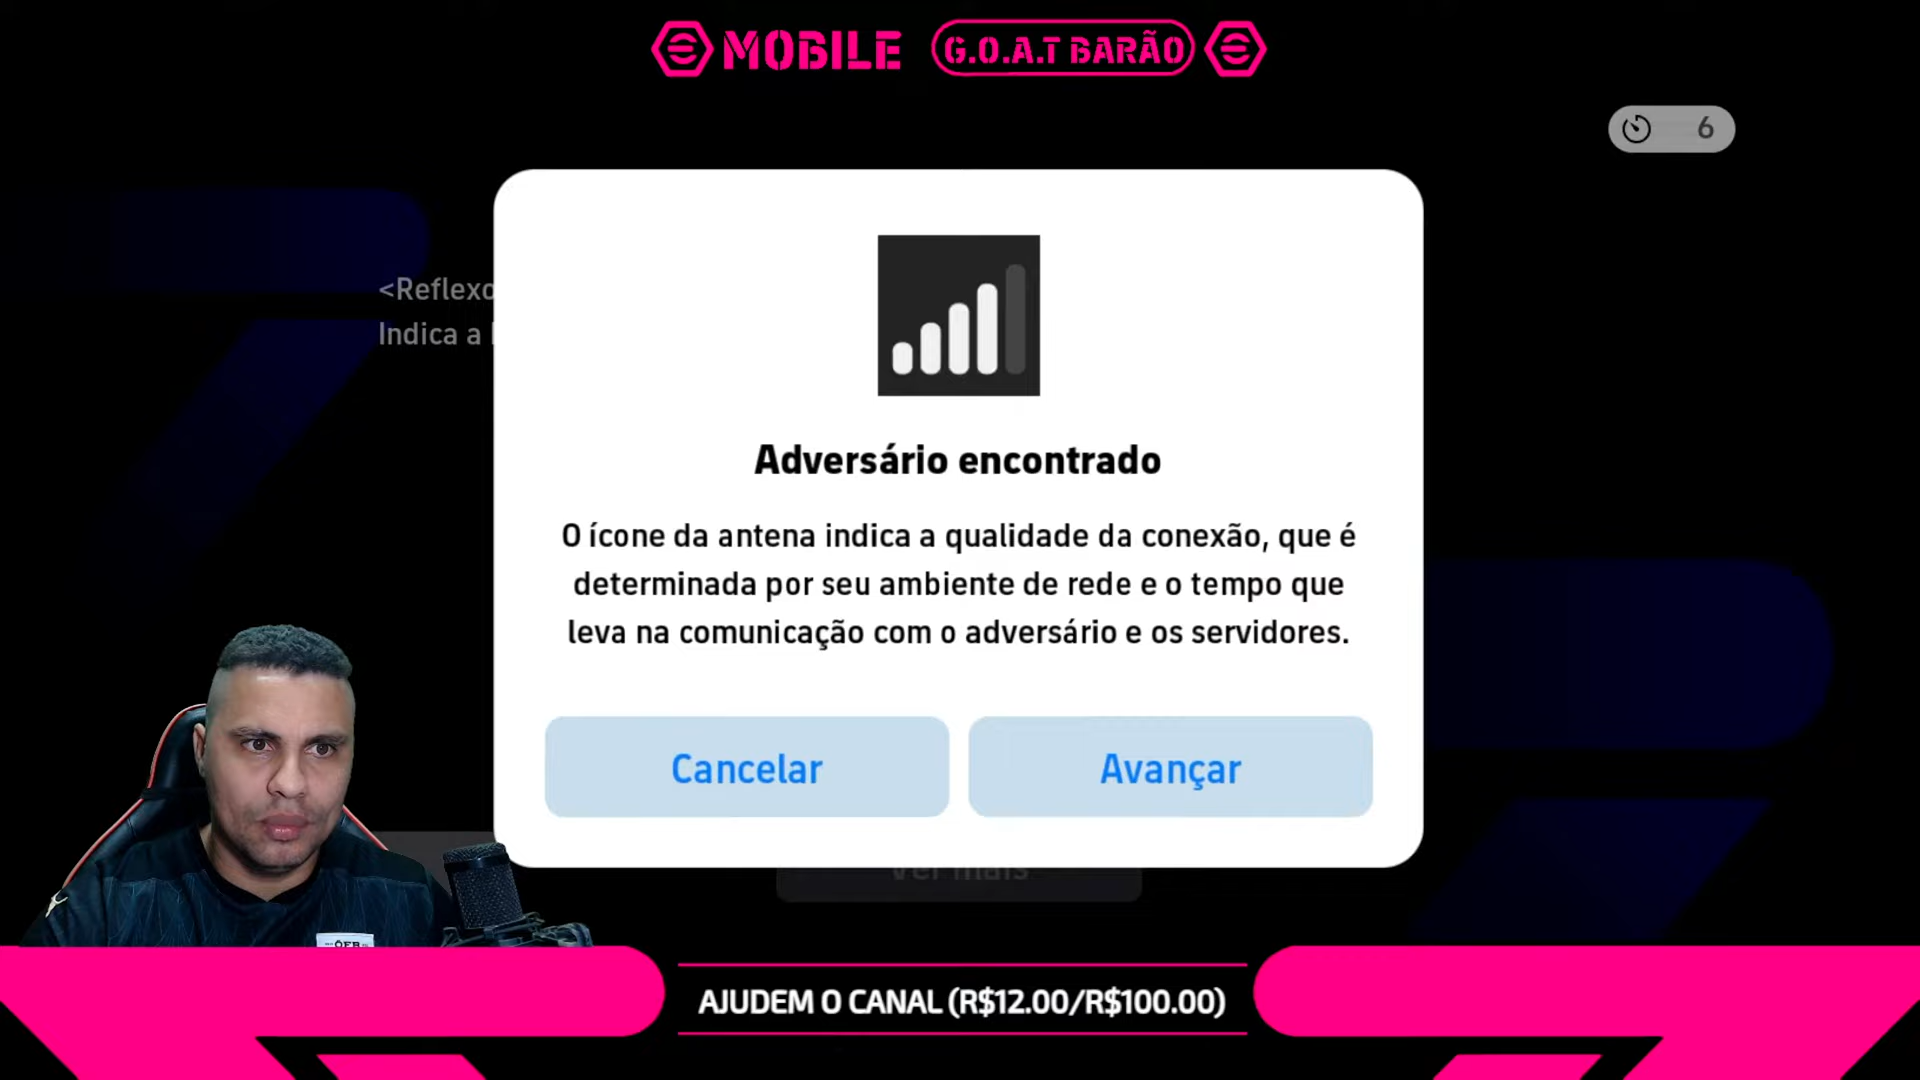 MOBILE G.O.A.T BARÃO
6
<Reflexo
Indica a
Adversário encontrado
O ícone da antena indica a qualidade da conexão, que é
determinada por seu ambiente de rede e o tempo que
leva na comunicação com o adversário e os servidores.
Cancelar Avançar
Ver mais
AJUDEM O CANAL (R$12.00/R$100.00)